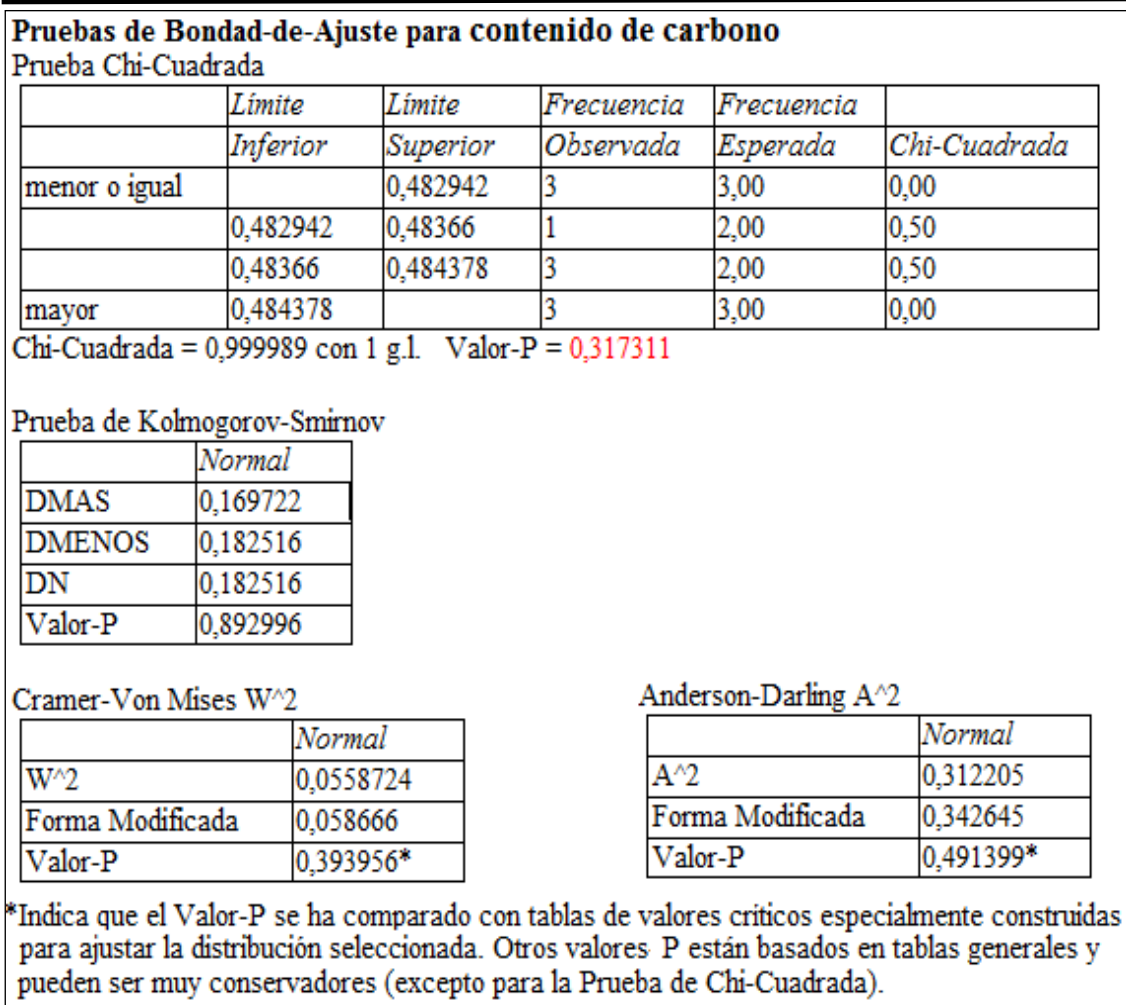 Pruebas de Bondad-de-Ajuste para contenido de carbono
Prueba Chi-Cuadrada
Límite Límite Frecuencia Frecuencia
Inferior Superior Observada Esperada Chi-Cuadrada
menor o igual 0,482942 3 3,00 0,00
0,482942 0,48366 1 2,00 0,50
0,48366 0,484378 3 2,00 0,50
mayor 0,484378 3 3,00 0,00
Chi-Cuadrada = 0,999989 con 1 g.l. Valor-P = 0,317311
Prueba de Kolmogorov-Smirnov
Normal
DMAS 0,169722
DMENOS 0,182516
DN 0,182516
Valor-P 0,892996
Cramer-Von Mises W^2
Normal
W^2 0,0558724
Forma Modificada 0,058666
Valor-P 0,393956*
Anderson-Darling A^2
Normal
A^2 0,312205
Forma Modificada 0,342645
Valor-P 0,491399*
*Indica que el Valor-P se ha comparado con tablas de valores críticos especialmente construidas
para ajustar la distribución seleccionada. Otros valores P están basados en tablas generales y
pueden ser muy conservadores (excepto para la Prueba de Chi-Cuadrada).